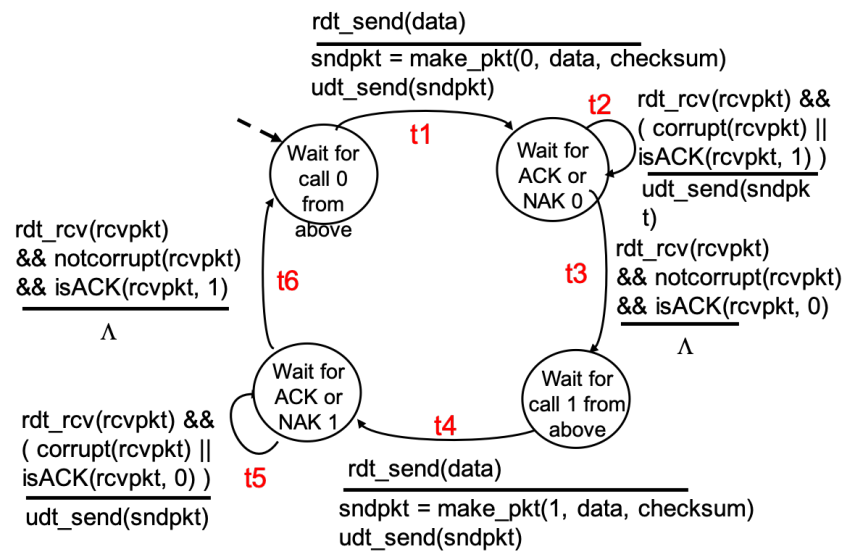 rdt_send(data)
sndpkt = make_pkt(0, data, checksum)
udt_send(sndpkt)
t1
t2
rdt_rcv(rcvpkt) &&
( corrupt(rcvpkt) ||
isACK(rcvpkt, 1) )
udt_send(sndpk
t)
Wait for
call 0
from
above
Wait for
ACK or
NAK 0
rdt_rcv(rcvpkt)
&& notcorrupt(rcvpkt)
&& isACK(rcvpkt, 1)
Λ
t6
t3
rdt_rcv(rcvpkt)
&& notcorrupt(rcvpkt)
&& isACK(rcvpkt, 0)
Λ
Wait for
ACK or
NAK 1
Wait for
call 1 from
above
rdt_rcv(rcvpkt) &&
( corrupt(rcvpkt) ||
isACK(rcvpkt, 0) )
udt_send(sndpkt)
t5
t4
rdt_send(data)
sndpkt = make_pkt(1, data, checksum)
udt_send(sndpkt)